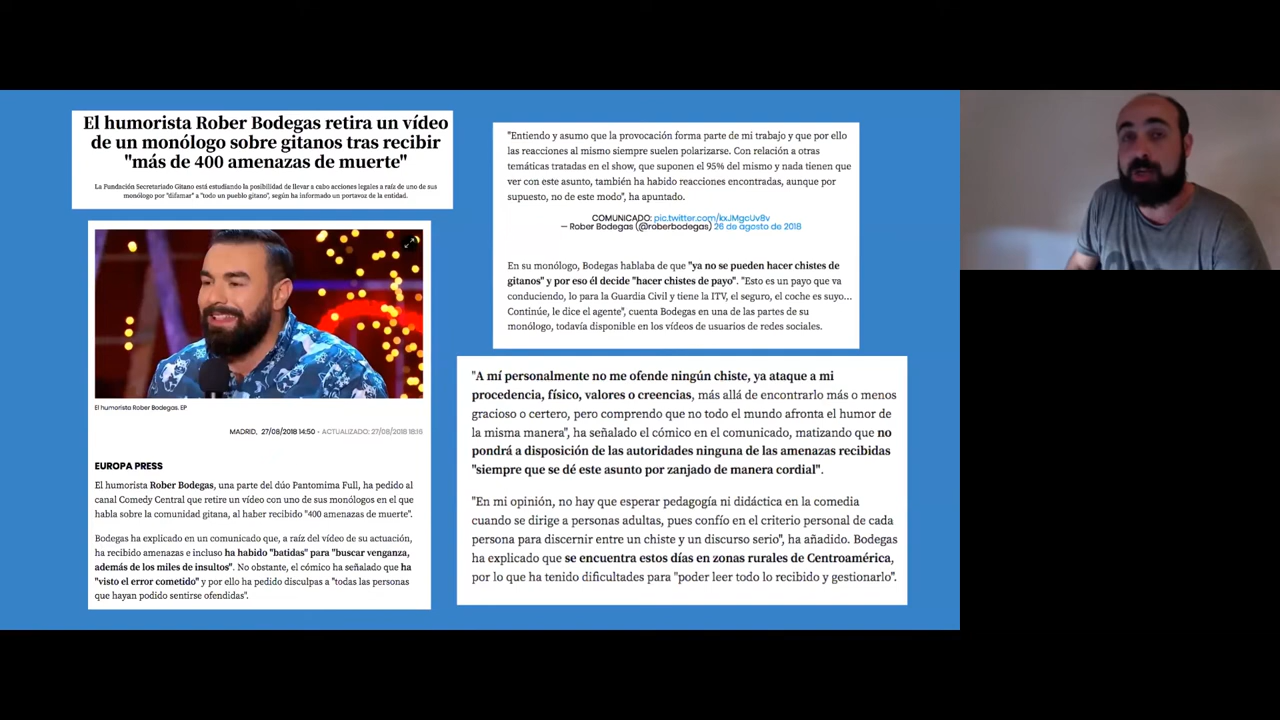 El humorista Rober Bodegas retira un vídeo
de un monólogo sobre gitanos tras recibir
"más de 400 amenazas de muerte"
La Fundación Secretariado Gitano está estudiando la posibilidad de llevar a cabo acciones legales a raíz de uno de sus
monólogo por "difamar" a "todo un pueblo gitano", según ha informado un portavoz de la entidad.
El humorista Rober Bodegas. EP
MADRID, 27/08/2018 14:50 - ACTUALIZADO: 27/08/2018 18:16
EUROPA PRESS
El humorista Rober Bodegas, una parte del dúo Pantomima Full, ha pedido al
canal Comedy Central que retire un vídeo con uno de sus monólogos en el que
habla sobre la comunidad gitana, al haber recibido "400 amenazas de muerte".
Bodegas ha explicado en un comunicado que, a raíz del vídeo de su actuación,
ha recibido amenazas e incluso ha habido "batidas" para "buscar venganza,
además de los miles de insultos". No obstante, el cómico ha señalado que ha
"visto el error cometido" y por ello ha pedido disculpas a "todas las personas
que hayan podido sentirse ofendidas".
"Entiendo y asumo que la provocación forma parte de mi trabajo y que por ello
las reacciones al mismo siempre suelen polarizarse. Con relación a otras
temáticas tratadas en el show, que suponen el 95% del mismo y nada tienen que
ver con este asunto, también ha habido reacciones encontradas, aunque por
supuesto, no de este modo", ha apuntado.
COMUNICADO: pic.twitter.com/kxJMgcUv8v
— Rober Bodegas (@roberbodegas) 26 de agosto de 2018
En su monólogo, Bodegas hablaba de que "ya no se pueden hacer chistes de
gitanos" y por eso él decide "hacer chistes de payo". "Esto es un payo que va
conduciendo, lo para la Guardia Civil y tiene la ITV, el seguro, el coche es suyo...
Continúe, le dice el agente", cuenta Bodegas en una de las partes de su
monólogo, todavía disponible en los vídeos de usuarios de redes sociales.
"A mí personalmente no me ofende ningún chiste, ya ataque a mi
procedencia, físico, valores o creencias, más allá de encontrarlo más o menos
gracioso o certero, pero comprendo que no todo el mundo afronta el humor de
la misma manera", ha señalado el cómico en el comunicado, matizando que no
pondrá a disposición de las autoridades ninguna de las amenazas recibidas
"siempre que se dé este asunto por zanjado de manera cordial".
"En mi opinión, no hay que esperar pedagogía ni didáctica en la comedia
cuando se dirige a personas adultas, pues confío en el criterio personal de cada
persona para discernir entre un chiste y un discurso serio", ha añadido. Bodegas
ha explicado que se encuentra estos días en zonas rurales de Centroamérica,
por lo que ha tenido dificultades para "poder leer todo lo recibido y gestionarlo".